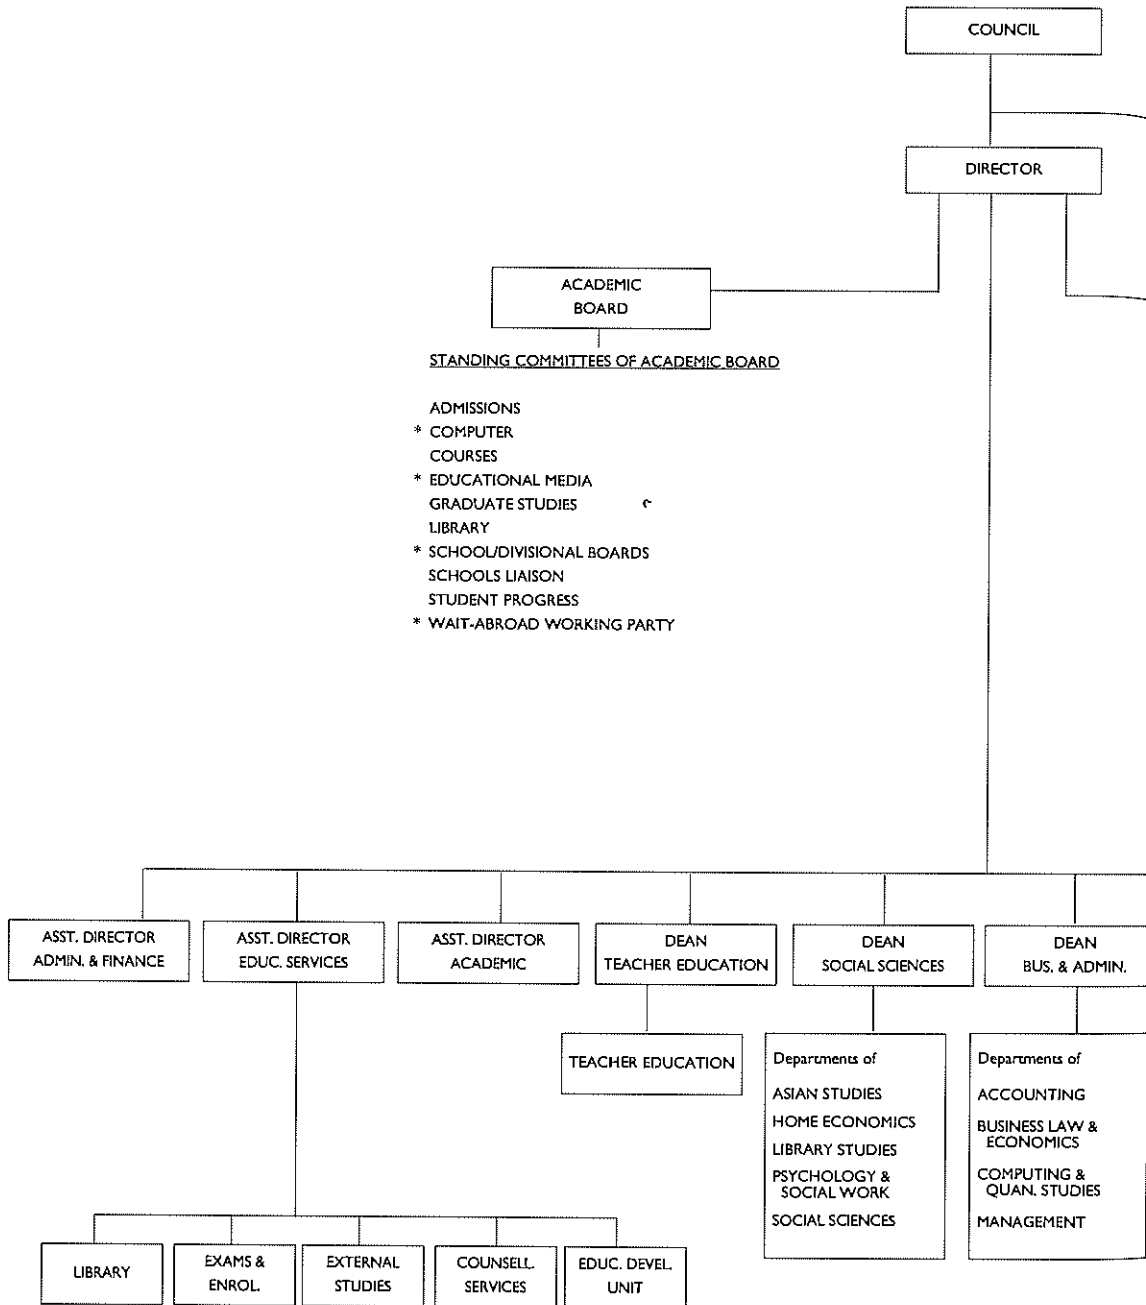 COUNCIL
DIRECTOR
ACADEMIC
BOARD
STANDING COMMITTEES OF ACADEMIC BOARD
ADMISSIONS
* COMPUTER
COURSES
* EDUCATIONAL MEDIA
GRADUATE STUDIES
LIBRARY
* SCHOOL/DIVISIONAL BOARDS
SCHOOLS LIAISON
STUDENT PROGRESS
* WAIT-ABROAD WORKING PARTY
ASST. DIRECTOR
ADMIN. & FINANCE
ASST. DIRECTOR
EDUC. SERVICES
ASST. DIRECTOR
ACADEMIC
DEAN
TEACHER EDUCATION
DEAN
SOCIAL SCIENCES
DEAN
BUS. & ADMIN.
TEACHER EDUCATION
Departments of
ASIAN STUDIES
HOME ECONOMICS
LIBRARY STUDIES
PSYCHOLOGY &
SOCIAL WORK
SOCIAL SCIENCES
Departments of
ACCOUNTING
BUSINESS LAW &
ECONOMICS
COMPUTING &
QUAN. STUDIES
MANAGEMENT
LIBRARY
EXAMS &
ENROL.
EXTERNAL
STUDIES
COUNSELL.
SERVICES
EDUC. DEVEL.
UNIT